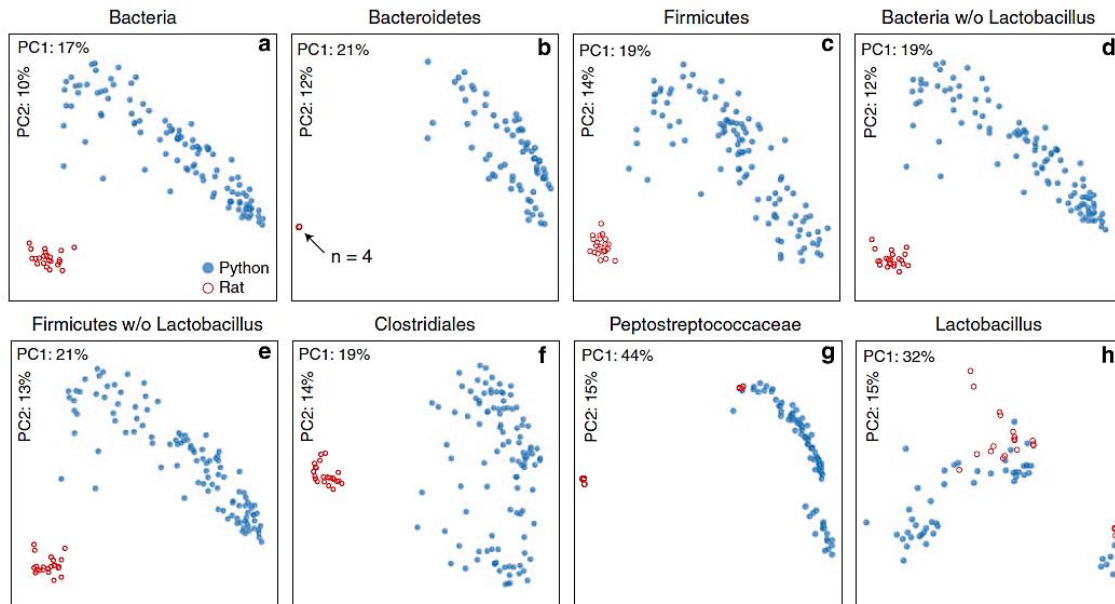 Bacteria
a
PC1: 17%
PC2: 10%
Python
Rat
Bacteroidetes
b
PC1: 21%
PC2: 12%
n = 4
Firmicutes
c
PC1: 19%
PC2: 14%
Bacteria w/o Lactobacillus
d
PC1: 19%
PC2: 12%
Firmicutes w/o Lactobacillus
e
PC1: 21%
PC2: 13%
Clostridiales
f
PC1: 19%
PC2: 14%
Peptostreptococcaceae
g
PC1: 44%
PC2: 15%
Lactobacillus
h
PC1: 32%
PC2: 15%